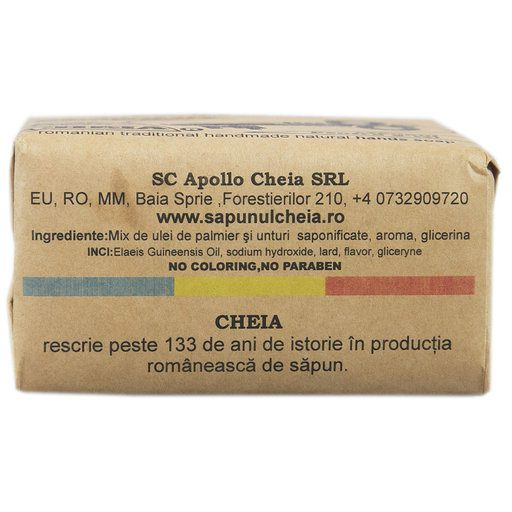 romanian traditional handmade natural hands soap
SC Apollo Cheia SRL
EU, RO, MM, Baia Sprie ,Forestierilor 210, +4 0732909720
www.sapunulcheia.ro
Ingrediente:Mix de ulei de palmier şi unturi saponificate, aroma, glicerina
INCI:Elaeis Guineensis Oil, sodium hydroxide, lard, flavor, gliceryne
NO COLORING,NO PARABEN
CHEIA
rescrie peste 133 de ani de istorie în producția
românească de săpun.